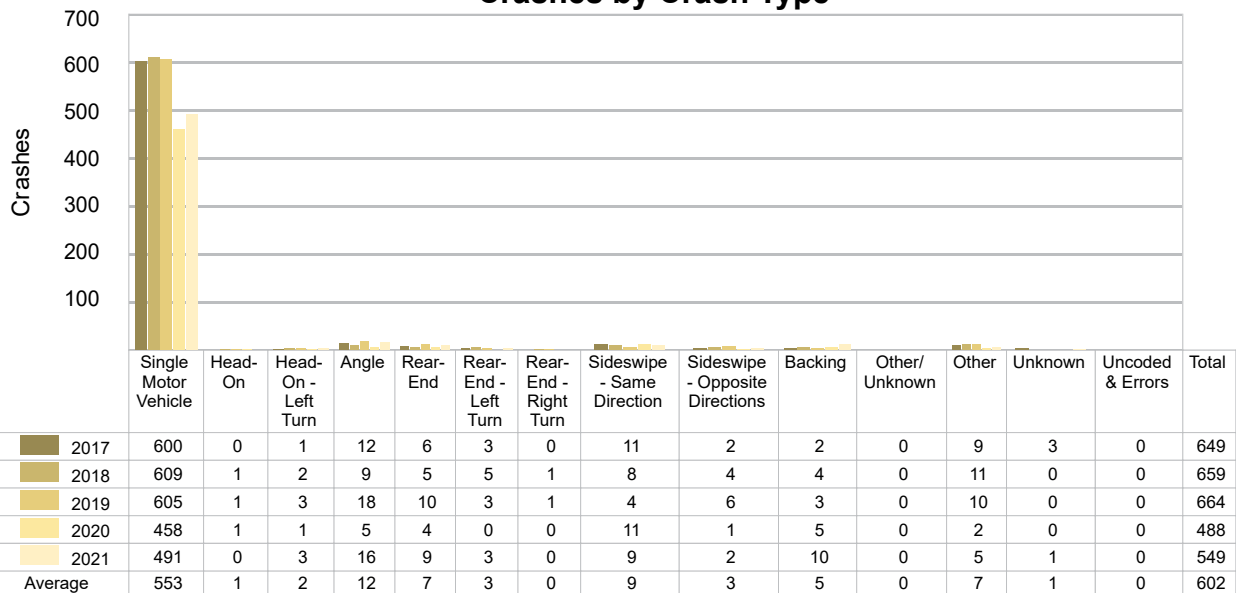 Crashes by Crash Type
700
600
500
400
300
200
100
Crashes
Single Motor Vehicle Head-On Head-On - Left Turn Angle Rear-End Rear-End - Left Turn Rear-End - Right Turn Sideswipe - Same Direction Sideswipe - Opposite Directions Backing Other/ Unknown Other Unknown Uncoded & Errors Total
2017 600 0 1 12 6 3 0 11 2 2 0 9 3 0 649
2018 609 1 2 9 5 5 1 8 4 4 0 11 0 0 659
2019 605 1 3 18 10 3 1 4 6 3 0 10 0 0 664
2020 458 1 1 5 4 0 0 11 1 5 0 2 0 0 488
2021 491 0 3 16 9 3 0 9 2 10 0 5 1 0 549
Average 553 1 2 12 7 3 0 9 3 5 0 7 1 0 602